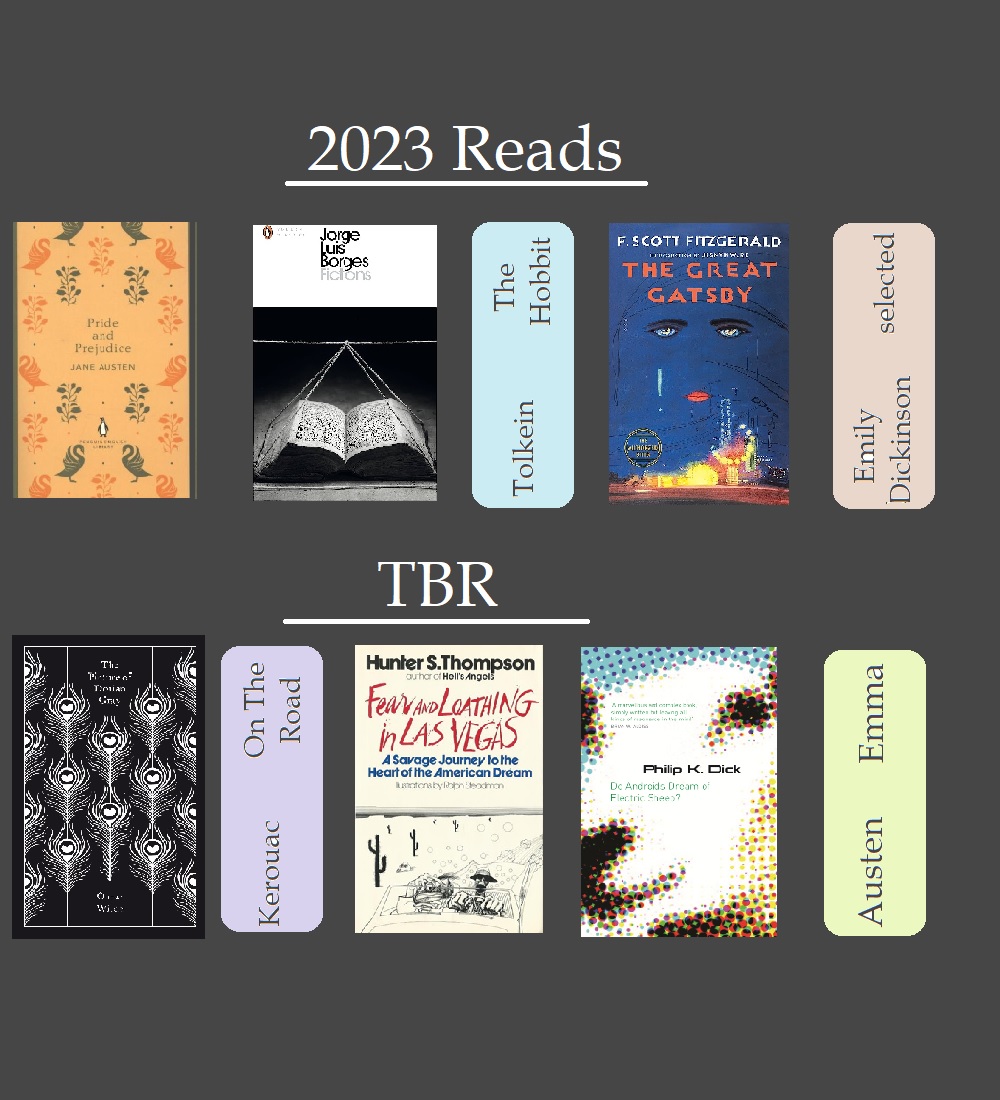 2023 Reads
Pride
and
Prejudice
JANE AUSTEN
PENGUIN ENGLISH
LIBRARY
Jorge
Luis
Borges
Fictions
The
Hobbit
Tolkein
F. SCOTT FITZGERALD
THE GREAT
GATSBY
selected
Emily
Dickinson
TBR
The
Picture of
Dorian
Gray
Oscar
Wilde
On The
Road
Kerouac
Hunter S. Thompson
author of Hell's Angels
FEAR AND LOATHING
in LAS VEGAS
A Savage Journey to the
Heart of the American Dream
Illustrations by Ralph Steadman
Philip K. Dick
Do Androids Dream of
Electric Sheep?
Emma
Austen